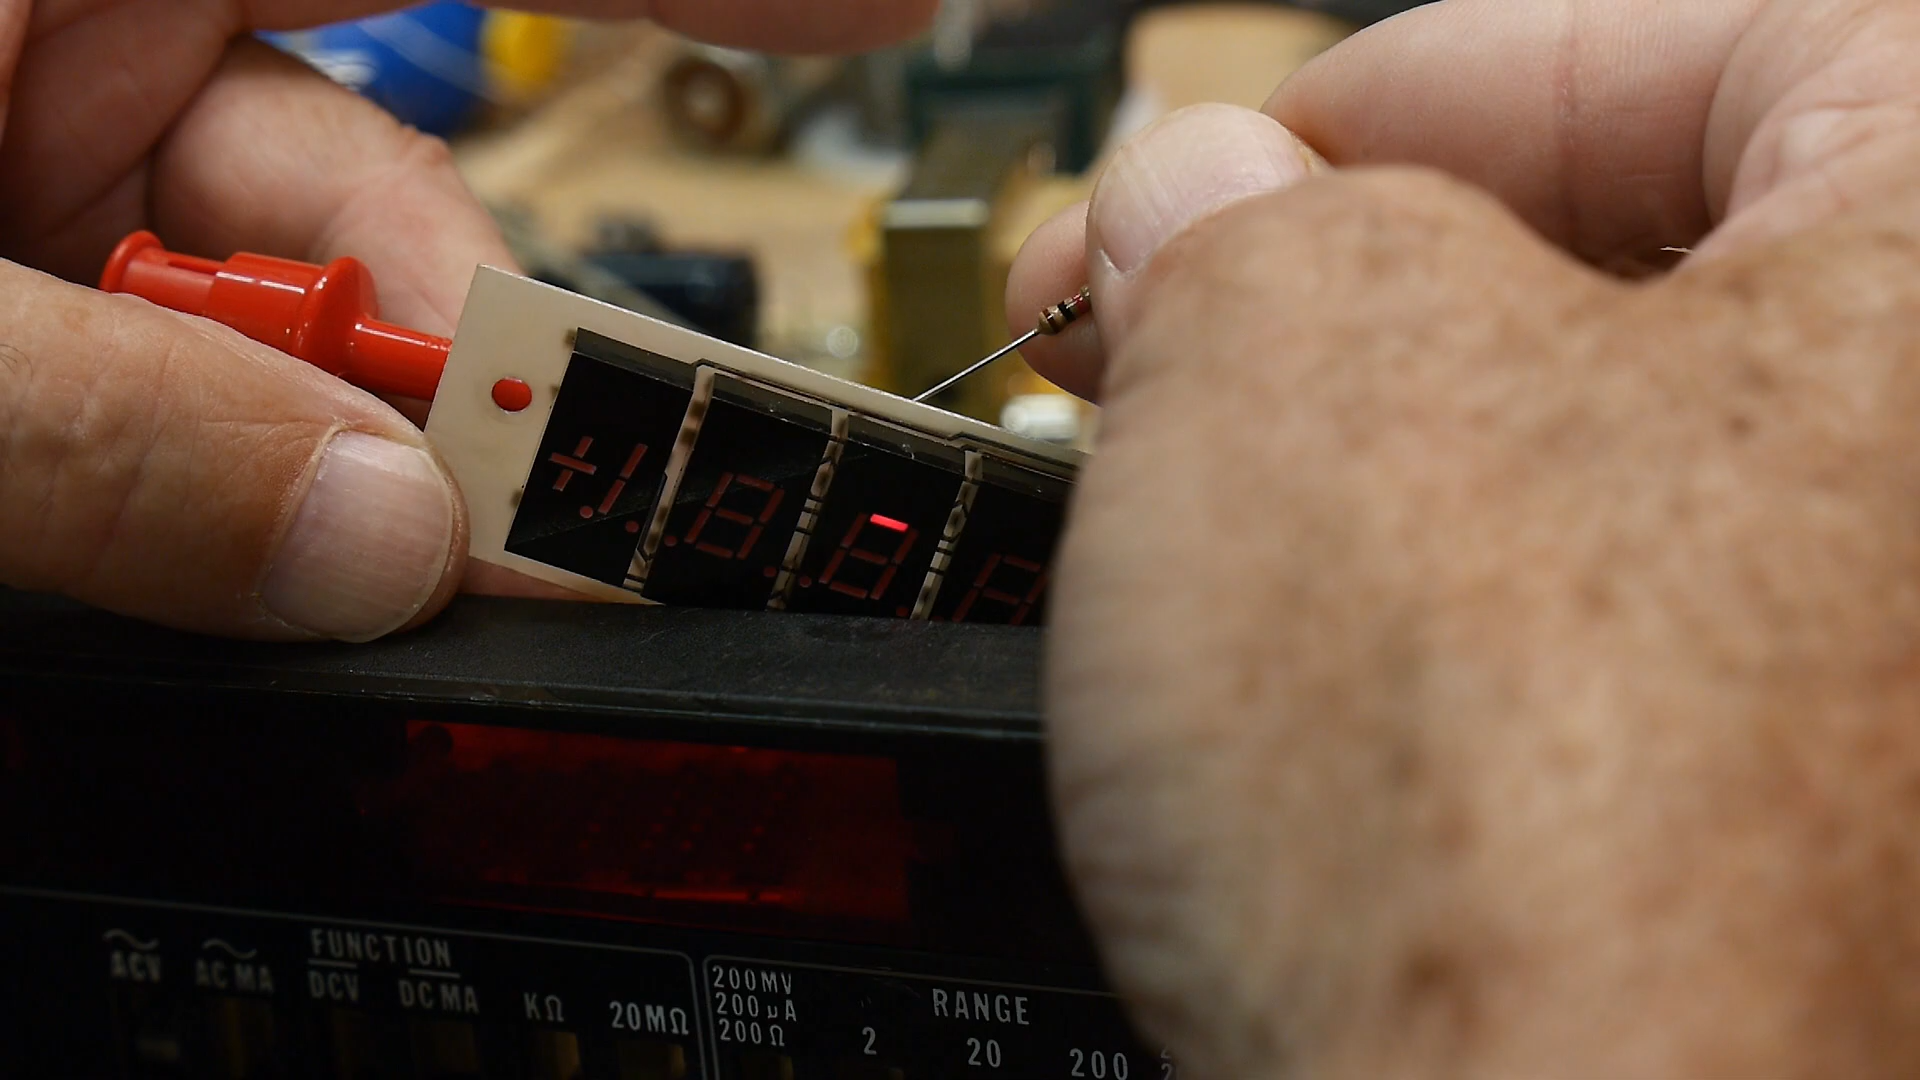 FUNCTION
ACV
AC MA
DCV
DC MA
KΩ
20MΩ
200MV
200µA
200Ω
RANGE
2
20
200